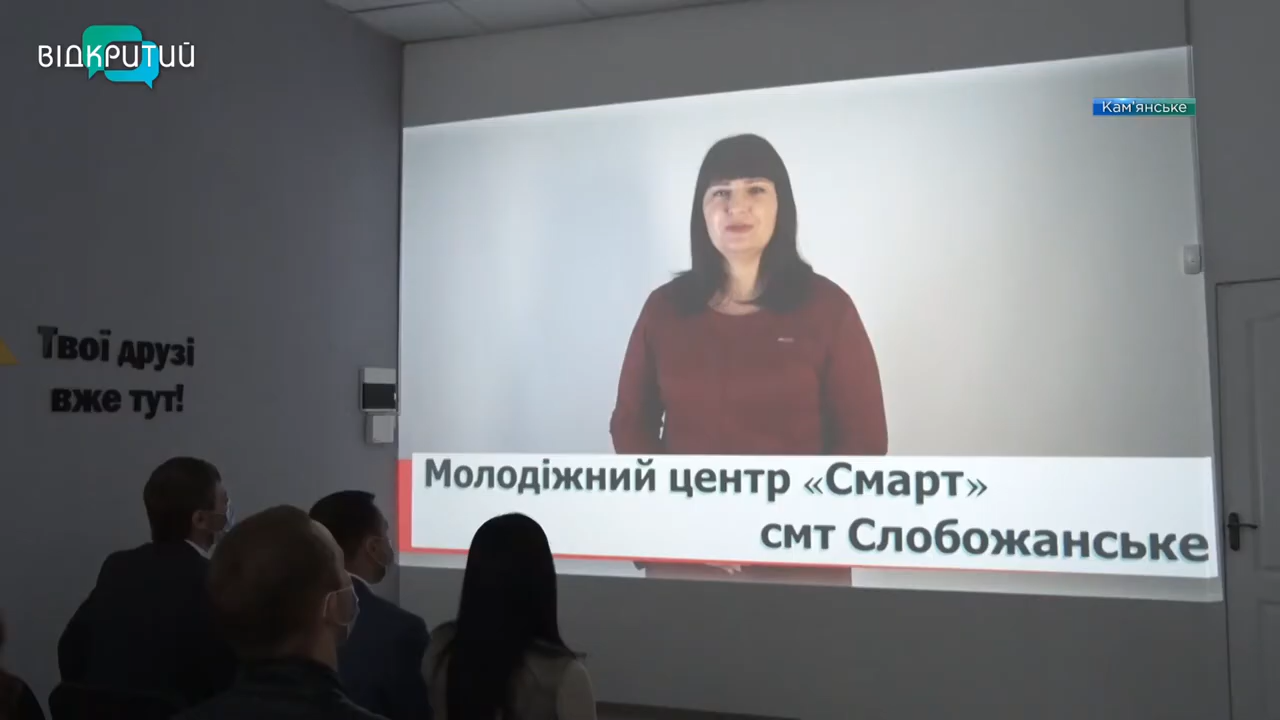 ВІДКРИТИЙ
Кам'янське
Твої друзі
вже тут!
Молодіжний центр «Смарт»
смт Слобожанське